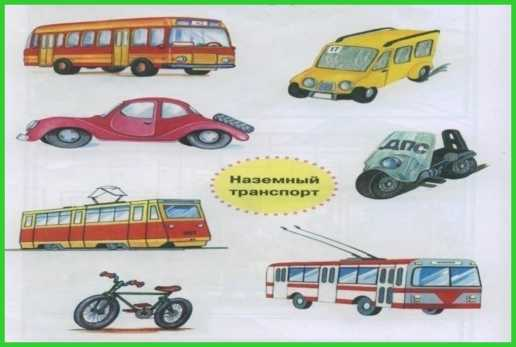 ДПС
Наземный
транспорт